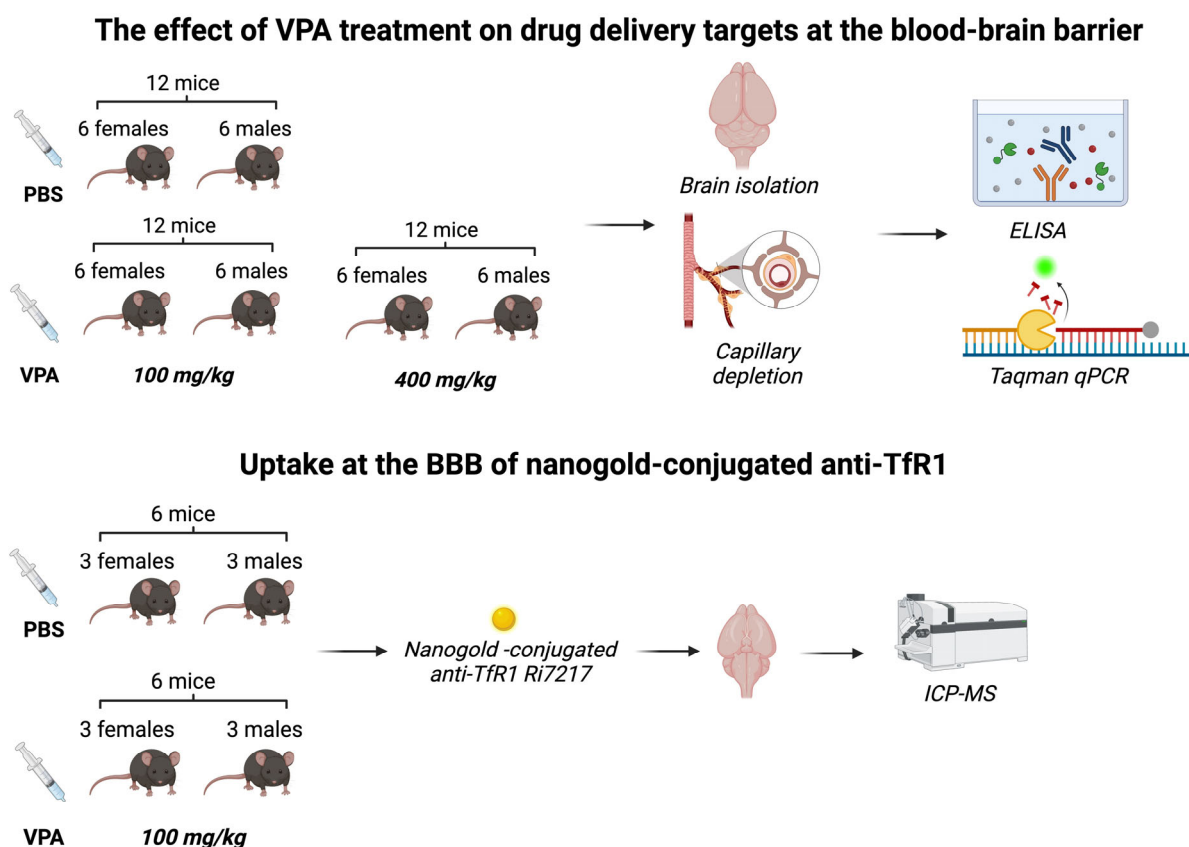 The effect of VPA treatment on drug delivery targets at the blood-brain barrier
12 mice
6 females 6 males
PBS
12 mice 12 mice
6 females 6 males 6 females 6 males
VPA 100 mg/kg 400 mg/kg
Brain isolation
Capillary
depletion
ELISA
Taqman qPCR
Uptake at the BBB of nanogold-conjugated anti-TfR1
6 mice
3 females 3 males
PBS
6 mice
3 females 3 males
VPA 100 mg/kg
Nanogold -conjugated
anti-TfR1 Ri7217
ICP-MS